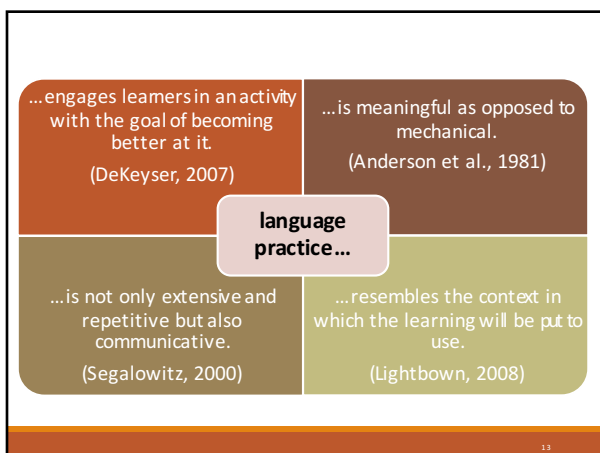 …engages learners in an activity
with the goal of becoming
better at it.
(DeKeyser, 2007)
…is meaningful as opposed to
mechanical.
(Anderson et al., 1981)
language
practice…
…is not only extensive and
repetitive but also
communicative.
(Segalowitz, 2000)
…resembles the context in
which the learning will be put to
use.
(Lightbown, 2008)
13